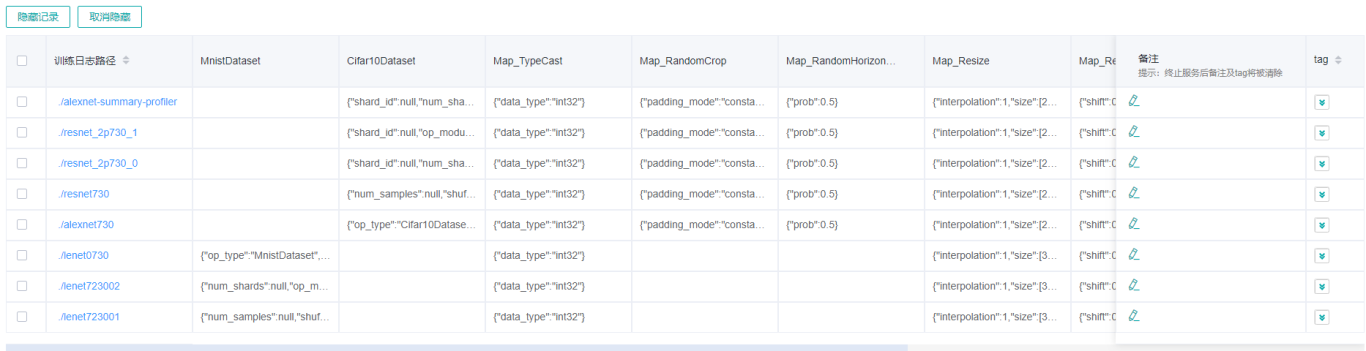 隐藏记录 取消隐藏
训练日志路径 MnistDataset Cifar10Dataset Map_TypeCast Map_RandomCrop Map_RandomHorizon... Map_Resize Map_Re 备注 tag
提示：终止服务后备注及tag将被清除
./alexnet-summary-profiler {"shard_id":null,"num_sha... {"data_type":"int32"} {"padding_mode":"consta... {"prob":0.5} {"interpolation":1,"size":[2... {"shift":0
./resnet_2p730_1 {"shard_id":null,"op_modu... {"data_type":"int32"} {"padding_mode":"consta... {"prob":0.5} {"interpolation":1,"size":[2... {"shift":0
./resnet_2p730_0 {"shard_id":null,"num_sha... {"data_type":"int32"} {"padding_mode":"consta... {"prob":0.5} {"interpolation":1,"size":[2... {"shift":0
./resnet730 {"num_samples":null,"shuf... {"data_type":"int32"} {"padding_mode":"consta... {"prob":0.5} {"interpolation":1,"size":[2... {"shift":0
./alexnet730 {"op_type":"Cifar10Datase... {"data_type":"int32"} {"padding_mode":"consta... {"prob":0.5} {"interpolation":1,"size":[2... {"shift":0
./lenet0730 {"op_type":"MnistDataset",... {"data_type":"int32"} {"interpolation":1,"size":[3... {"shift":0
./lenet723002 {"num_shards":null,"op_m... {"data_type":"int32"} {"interpolation":1,"size":[3... {"shift":0
./lenet723001 {"num_samples":null,"shuf... {"data_type":"int32"} {"interpolation":1,"size":[3... {"shift":0